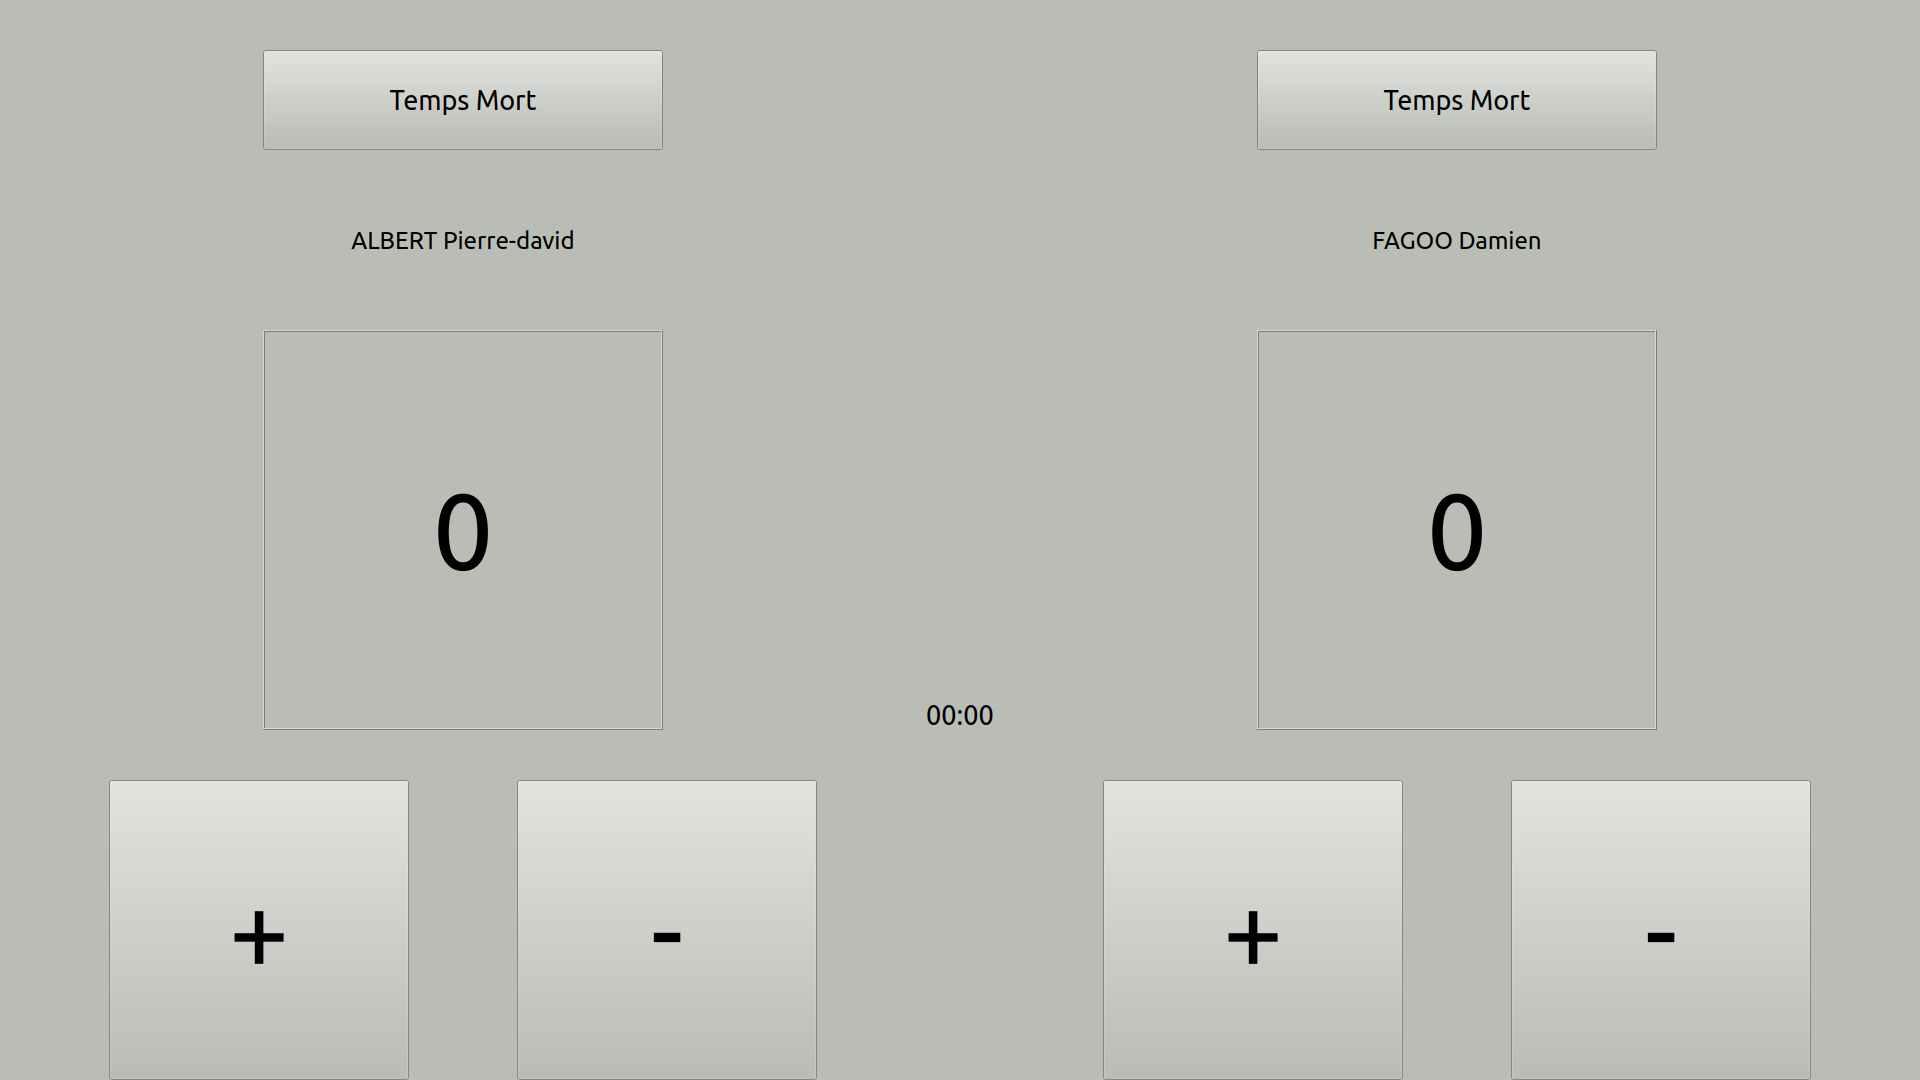 Temps Mort
Temps Mort
ALBERT Pierre-david
FAGOO Damien
0
0
00:00
+
-
+
-